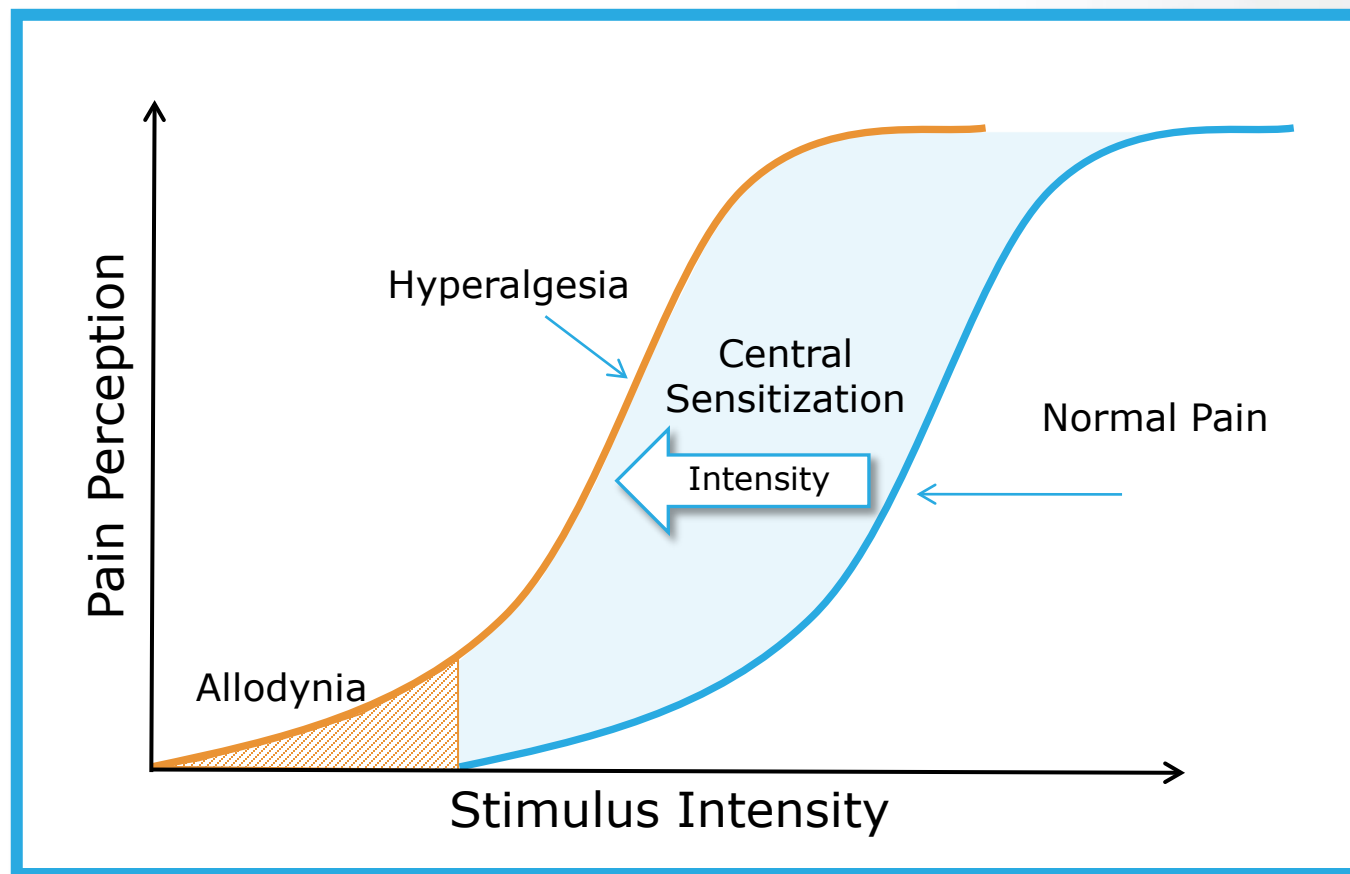 Pain Perception
Hyperalgesia
Central
Sensitization
Normal Pain
Intensity
Allodynia
Stimulus Intensity